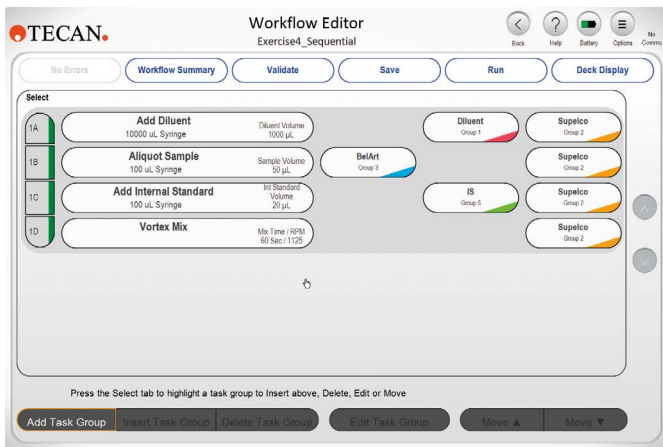 TECAN.
Workflow Editor
Exercise4_Sequential
Back
Help
Battery
Options
No
Commo
No Errors
Workflow Summary
Validate
Save
Run
Deck Display
Select
1A
Add Diluent
10000 uL Syringe
Diluent Volume
1000 µL
Diluent
Group 1
Supelco
Group 2
1B
Aliquot Sample
100 uL Syringe
Sample Volume
50 µL
BelArt
Group 3
Supelco
Group 2
1C
Add Internal Standard
100 uL Syringe
Int Standard
Volume
20 µL
IS
Group 5
Supelco
Group 2
1D
Vortex Mix
Mix Time / RPM
60 Sec / 1125
Supelco
Group 2
Press the Select tab to highlight a task group to Insert above, Delete, Edit or Move
Add Task Group
Insert Task Group
Delete Task Group
Edit Task Group
Move ▲
Move ▼